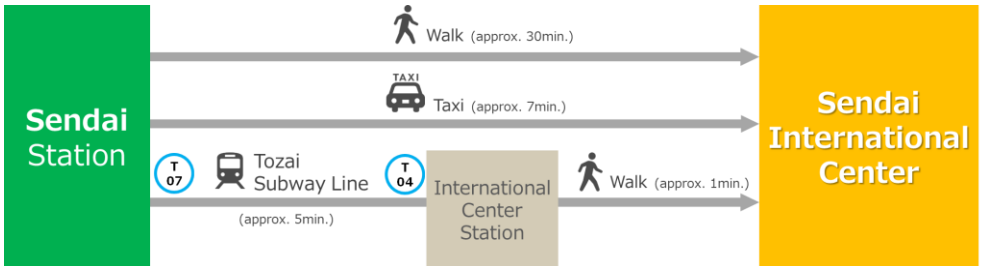 Sendai
Station
Walk (approx. 30min.)
TAXI
Taxi (approx. 7min.)
T
07
Tozai
Subway Line
(approx. 5min.)
T
04
International
Center
Station
Walk (approx. 1min.)
Sendai
International
Center